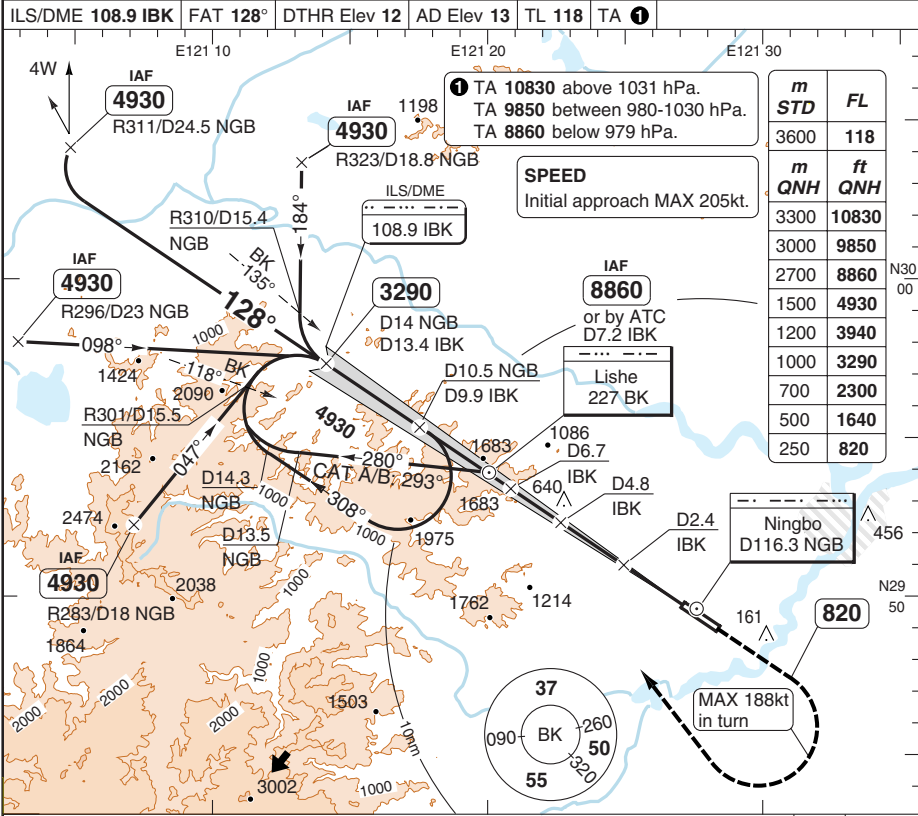 ILS/DME 108.9 IBK FAT 128° DTHR Elev 12 AD Elev 13 TL 118 TA 1
E121 10
E121 20
E121 30
4W
IAF
4930
R311/D24.5 NGB
IAF
4930
R323/D18.8 NGB
1198
1 TA 10830 above 1031 hPa.
TA 9850 between 980-1030 hPa.
TA 8860 below 979 hPa.
SPEED
Initial approach MAX 205kt.
m STD FL
3600 118
m QNH ft QNH
3300 10830
3000 9850
2700 8860
1500 4930
1200 3940
1000 3290
700 2300
500 1640
250 820
N30
00
ILS/DME
108.9 IBK
R310/D15.4
NGB
184°
BK
135°
128°
IAF
4930
R296/D23 NGB
1000
098°
1424
118°
BK
2090
3290
D14 NGB
D13.4 IBK
IAF
8860
or by ATC
D7.2 IBK
D10.5 NGB
D9.9 IBK
Lishe
227 BK
R301/D15.5
NGB
4930
047°
2162
280°
CAT A/B, 293°
308°
D14.3
NGB
1000
D13.5
NGB
1000
1975
1683
1086
D6.7
IBK
640
1683
D4.8
IBK
D2.4
IBK
Ningbo
D116.3 NGB
456
2474
IAF
4930
R283/D18 NGB
2038
1864
1000
1762
1214
161
820
N29
50
2000
2000
1000
2000
1503
10nm
1000
3002
37
090
BK
260
50
320
55
MAX 188kt
in turn